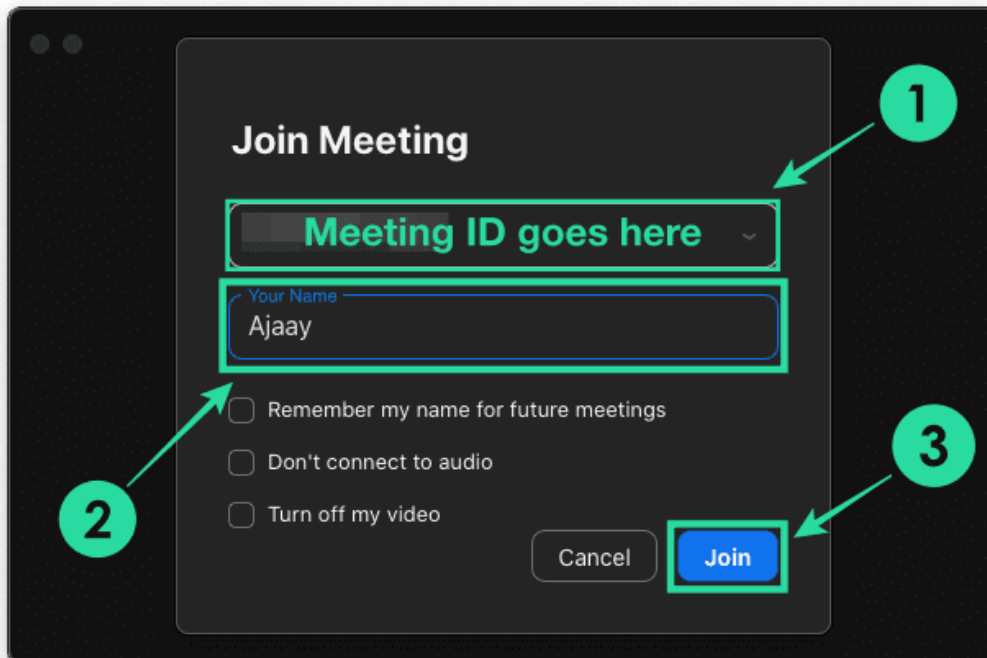 1
Join Meeting
Meeting ID goes here
Your Name
Ajaay
Remember my name for future meetings
Don't connect to audio
Turn off my video
2
3
Cancel
Join